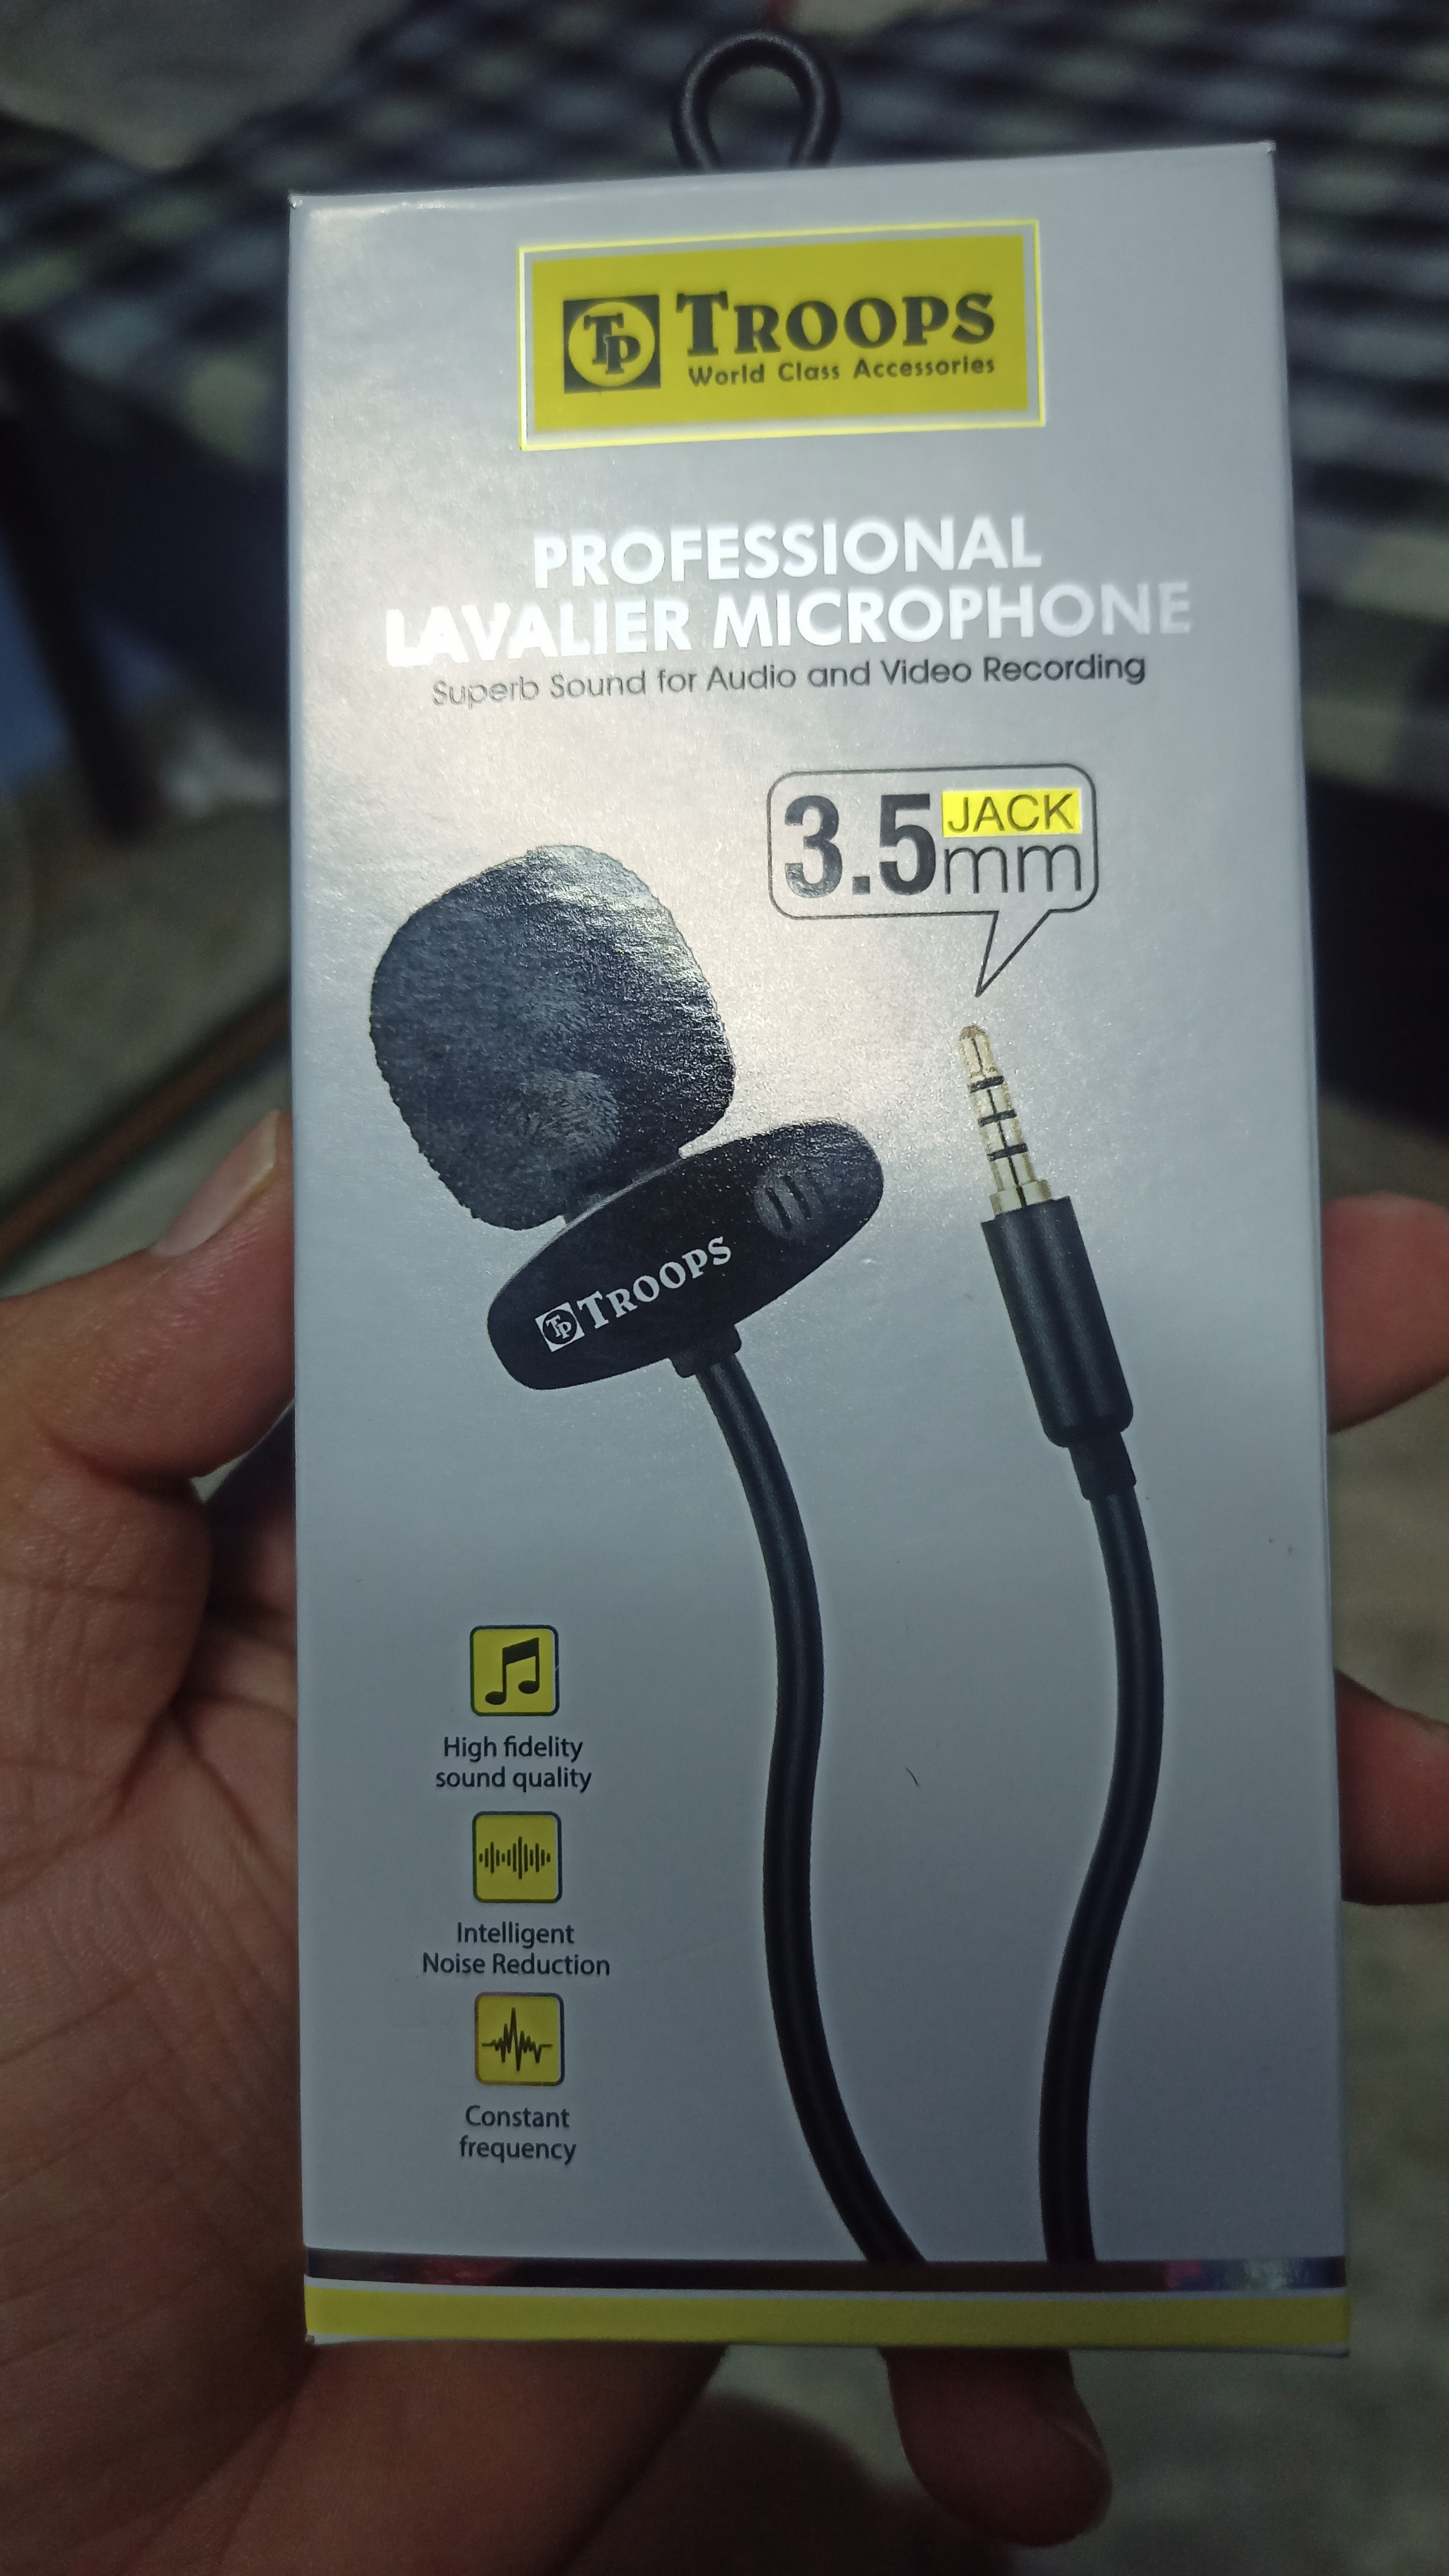 TP TROOPS
World Class Accessories
PROFESSIONAL
LAVALIER MICROPHONE
Superb Sound for Audio and Video Recording
3.5 JACK
mm
TP TROOPS
High fidelity
sound quality
Intelligent
Noise Reduction
Constant
frequency